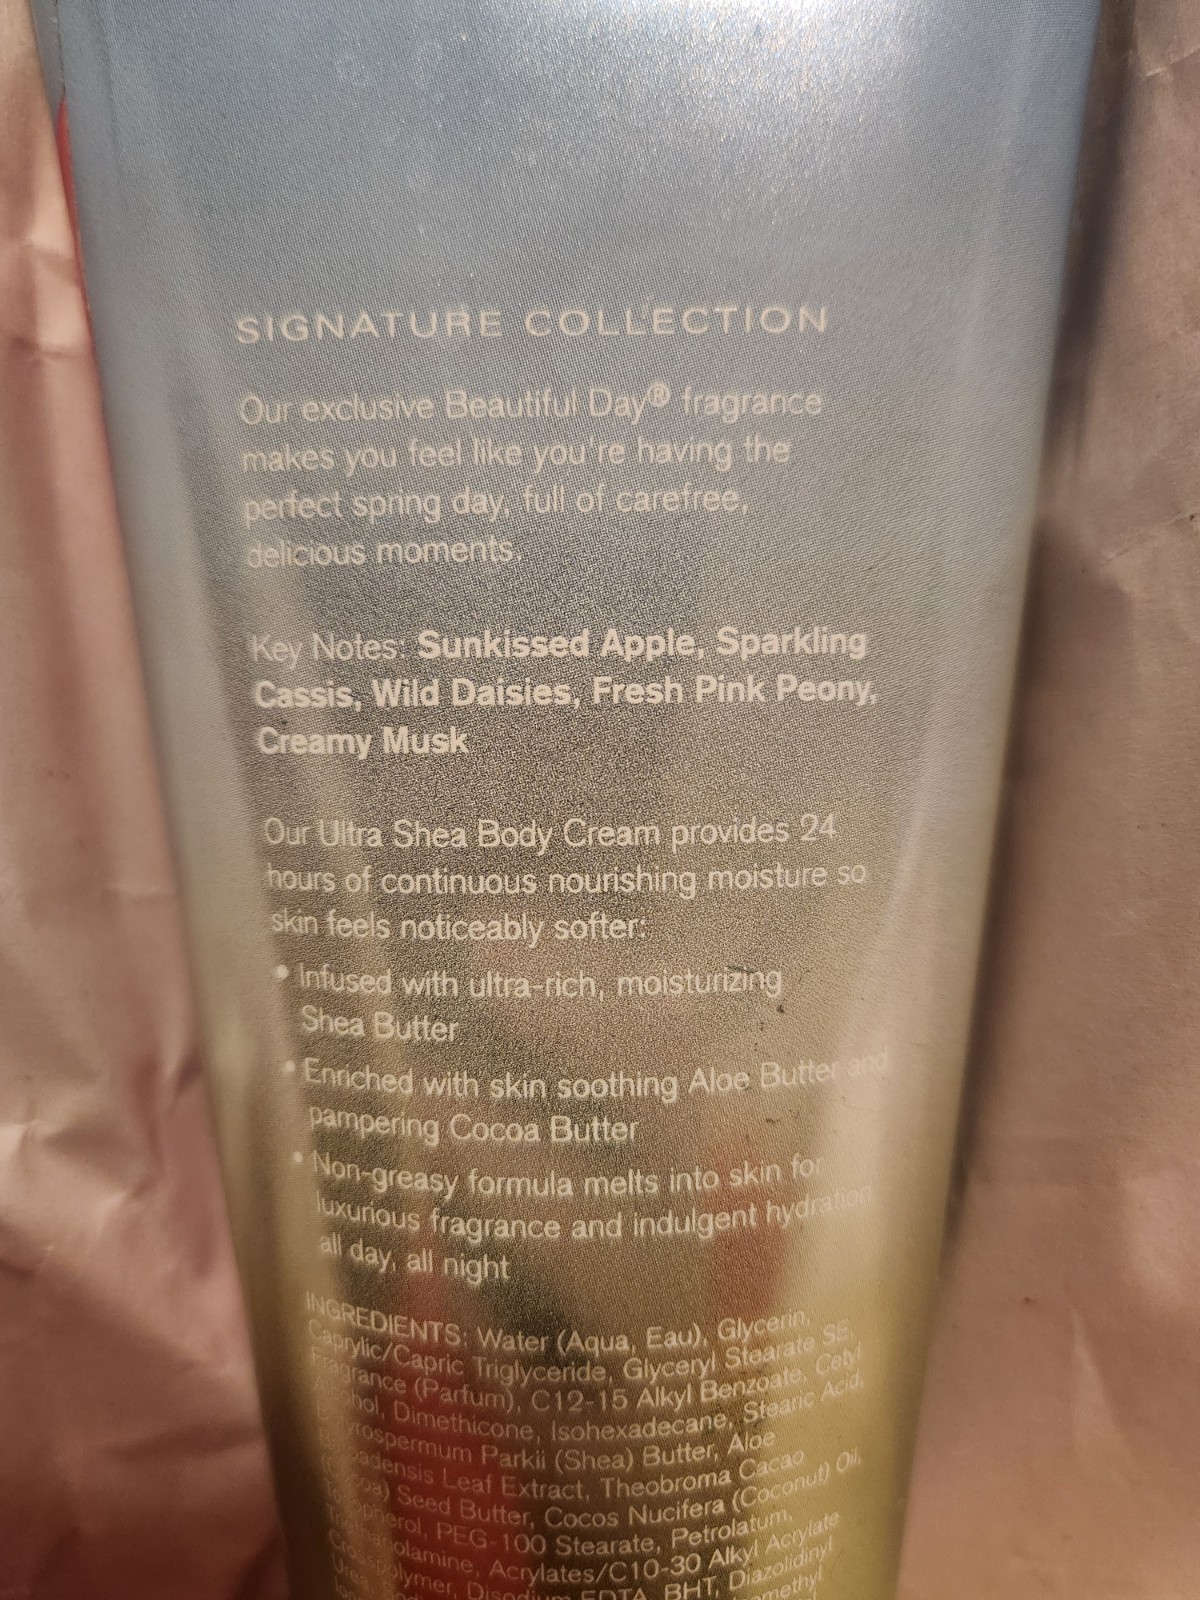 SIGNATURE COLLECTION
Our exclusive Beautiful Day® fragrance
makes you feel like you're having the
perfect spring day, full of carefree,
delicious moments.
Key Notes: Sunkissed Apple, Sparkling
Cassis, Wild Daisies, Fresh Pink Peony,
Creamy Musk
Our Ultra Shea Body Cream provides 24
hours of continuous nourishing moisture so
skin feels noticeably softer:
• Infused with ultra-rich, moisturizing
Shea Butter
• Enriched with skin soothing Aloe Butter and
pampering Cocoa Butter
• Non-greasy formula melts into skin for
luxurious fragrance and indulgent hydration
all day, all night
INGREDIENTS: Water (Aqua, Eau), Glycerin,
Caprylic/Capric Triglyceride, Glyceryl Stearate SE,
Fragrance (Parfum), C12-15 Alkyl Benzoate, Cetyl
Dimethicone, Isohexadecane, Stearic Acid,
Parkii (Shea) Butter, Aloe
Leaf Extract, Theobroma Cacao
Seed Butter, Cocos Nucifera (Coconut) Oil,
PEG-100 Stearate, Petrolatum,
Acrylates/C10-30 Alkyl Acrylate
Disodium EDTA, BHT, Diazolidinyl